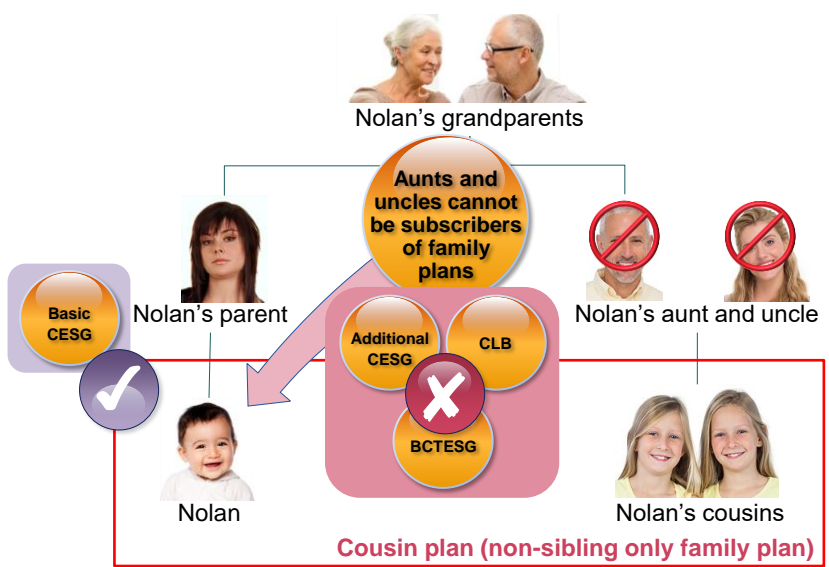 Nolan's grandparents
Aunts and
uncles cannot
be subscribers
of family
plans
Nolan's parent
Nolan's aunt and uncle
Basic
CESG
Additional
CESG
CLB
BCTESG
Nolan
Nolan's cousins
Cousin plan (non-sibling only family plan)